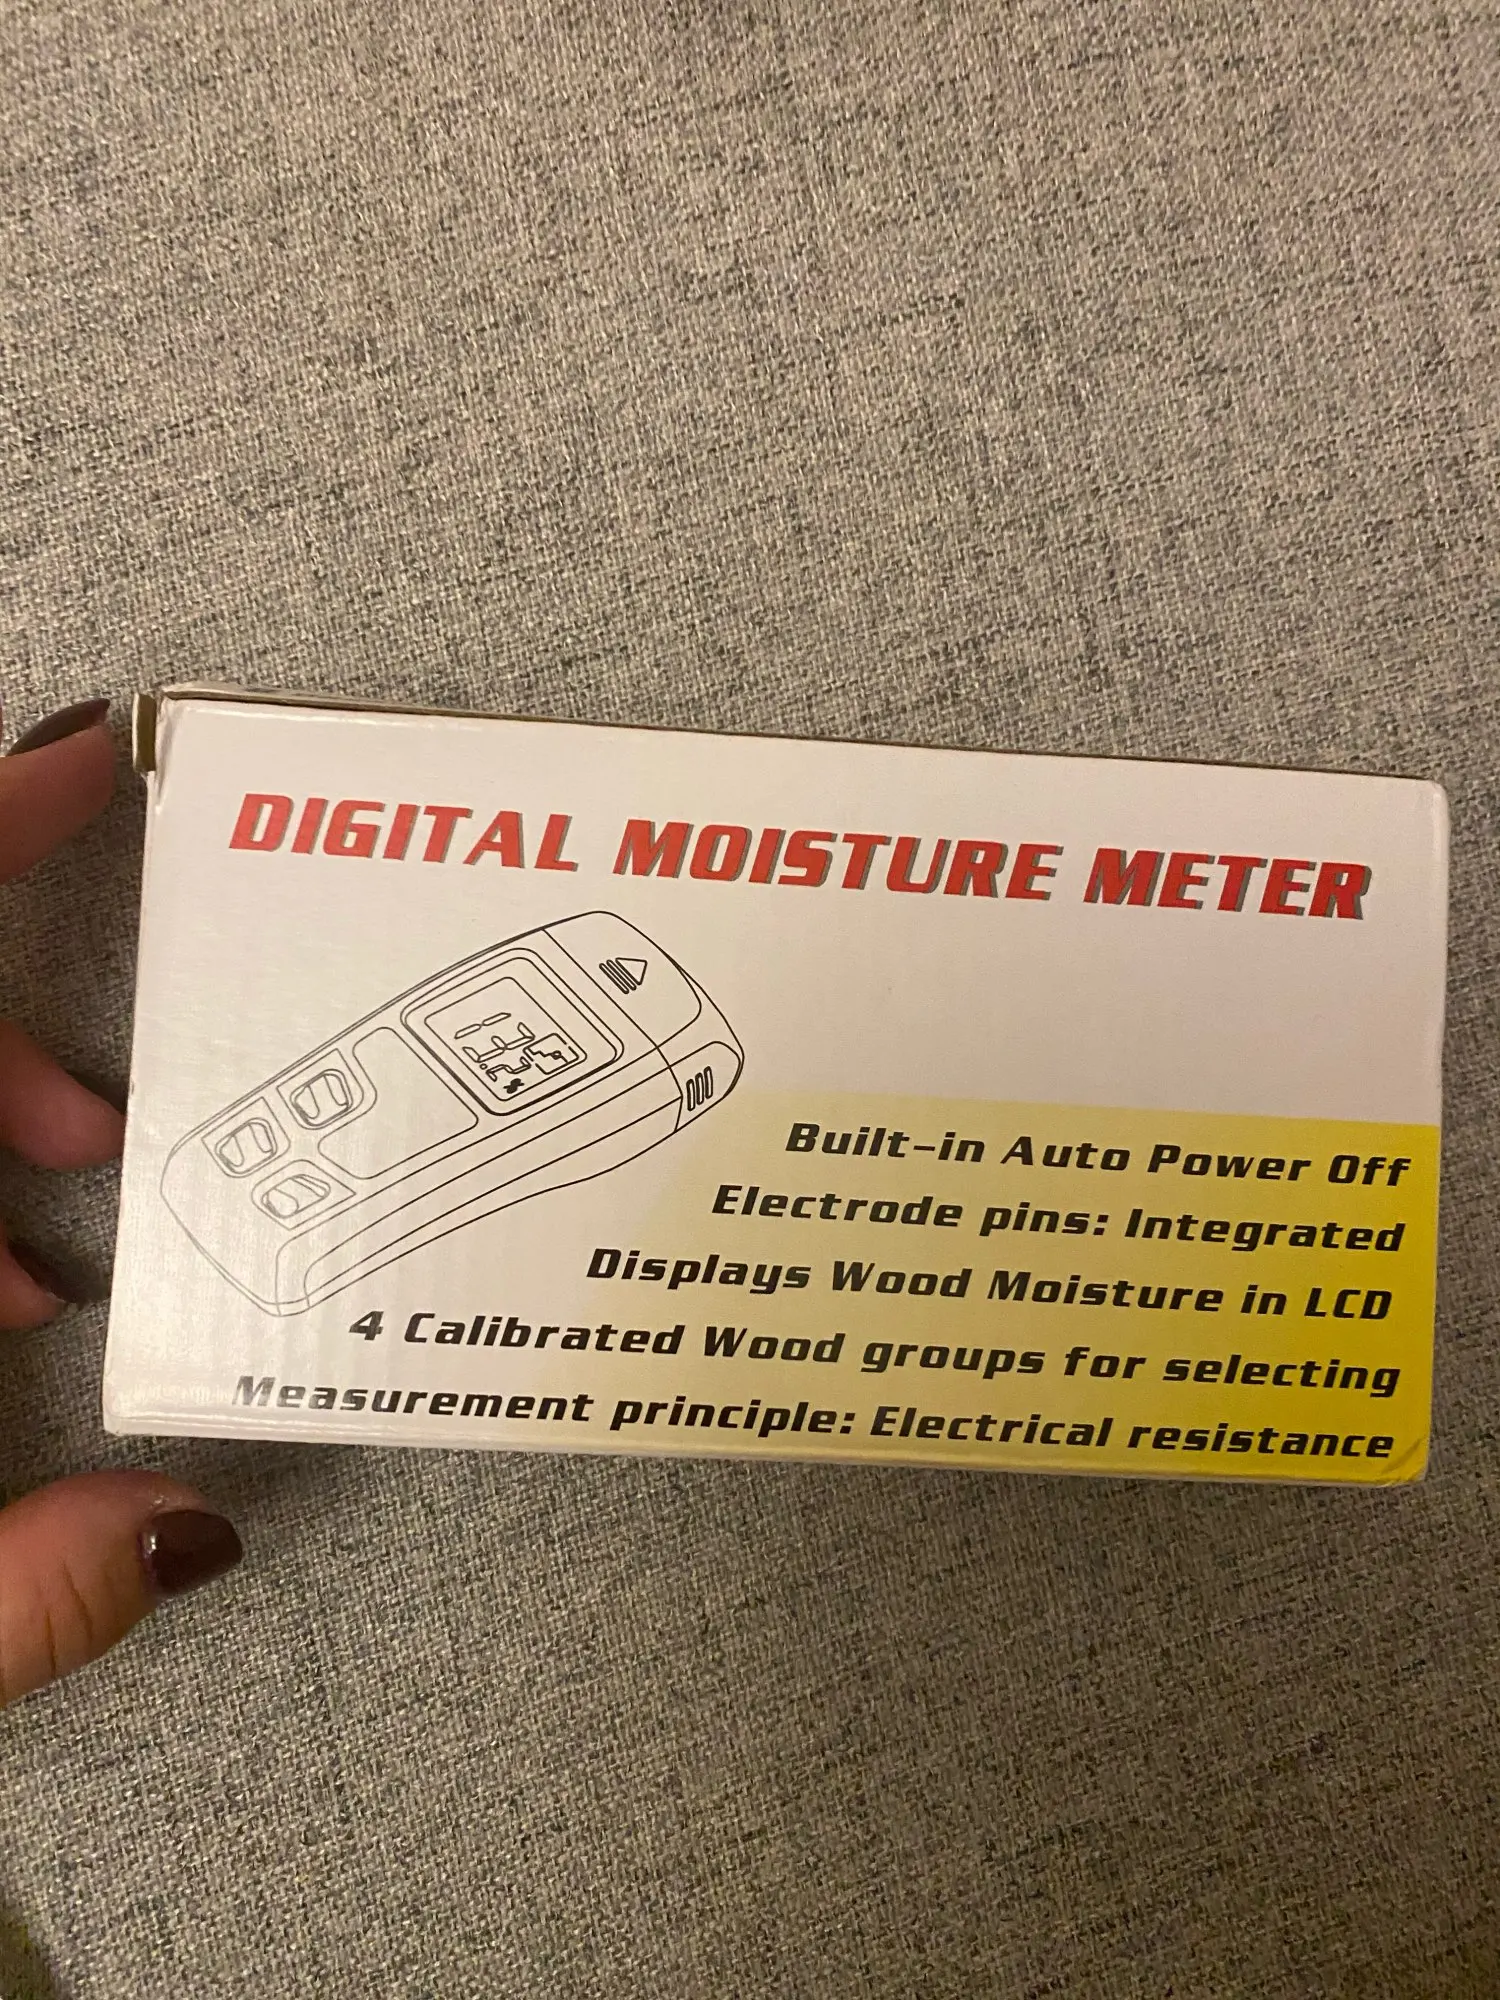 DIGITAL MOISTURE METER
Built-in Auto Power Off
Electrode pins: Integrated
Displays Wood Moisture in LCD
4 Calibrated Wood groups for selecting
Measurement principle: Electrical resistance